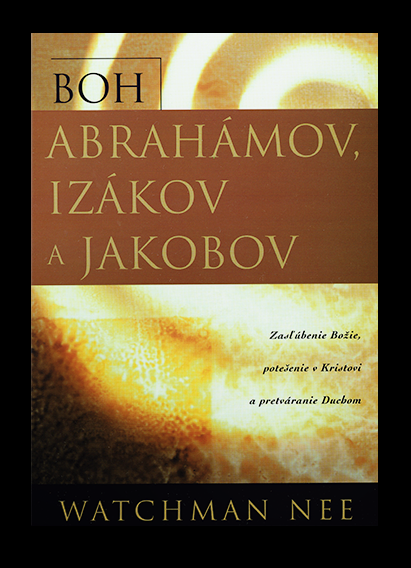 BOH
ABRAHÁMOV,
IZÁKOV
A JAKOBOV
Zasľúbenie Božie,
potešenie v Kristovi
a pretváranie Duchom
WATCHMAN NEE